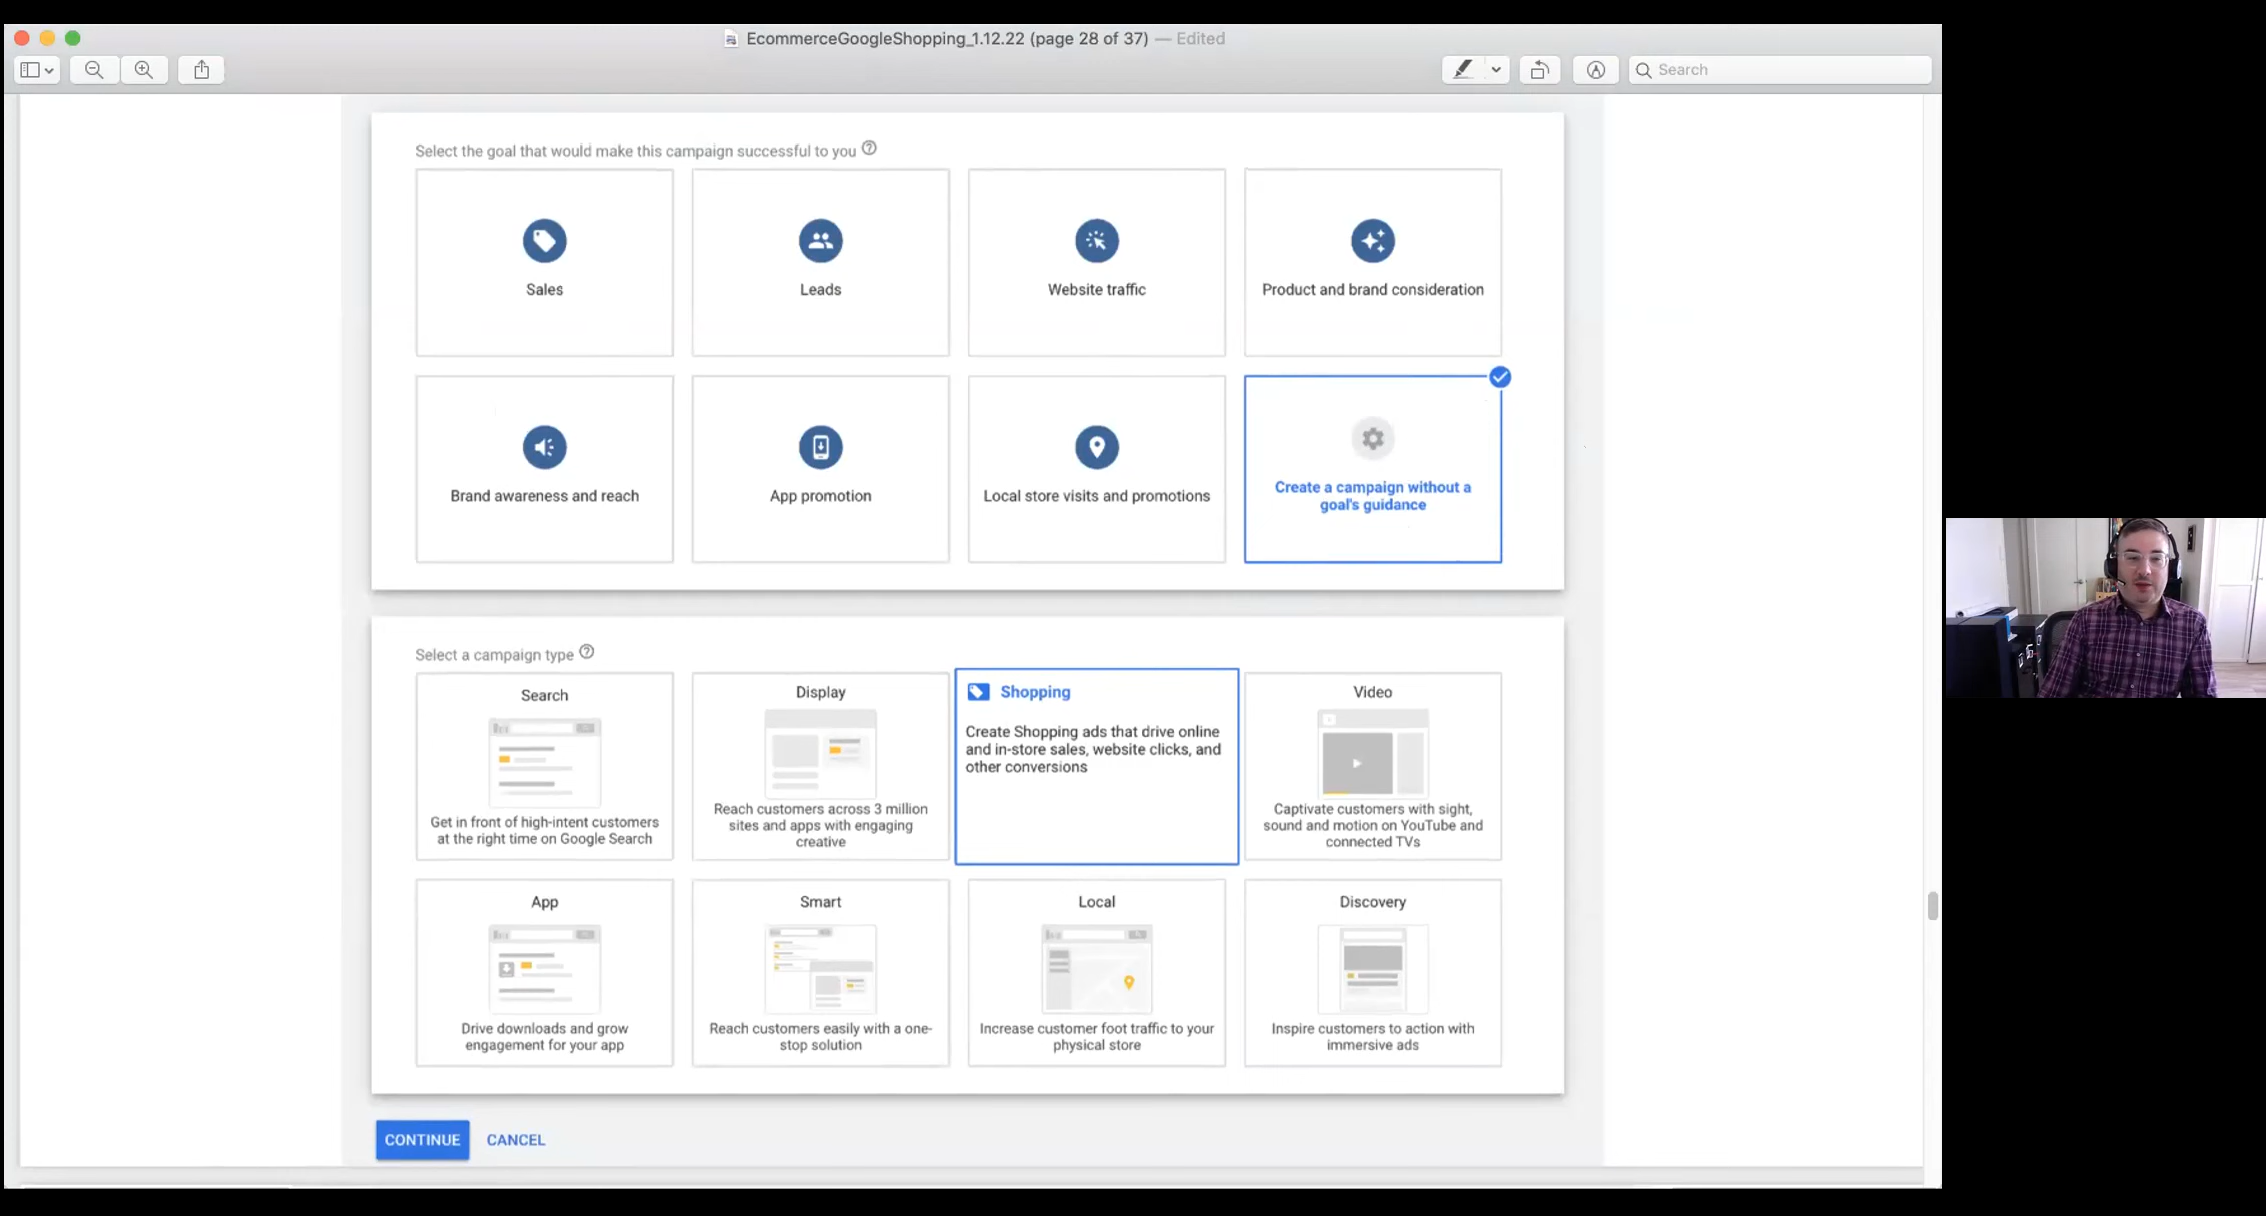 EcommerceGoogleShopping_1.12.22 (page 28 of 37) — Edited
Search
Select the goal that would make this campaign successful to you
Sales
Leads
Website traffic
Product and brand consideration
Brand awareness and reach
App promotion
Local store visits and promotions
Create a campaign without a
goal's guidance
Select a campaign type
Search
Get in front of high-intent customers
at the right time on Google Search
Display
Reach customers across 3 million
sites and apps with engaging
creative
Shopping
Create Shopping ads that drive online
and in-store sales, website clicks, and
other conversions
Video
Captivate customers with sight,
sound and motion on YouTube and
connected TVs
App
Drive downloads and grow
engagement for your app
Smart
Reach customers easily with a one-
stop solution
Local
Increase customer foot traffic to your
physical store
Discovery
Inspire customers to action with
immersive ads
CONTINUE
CANCEL